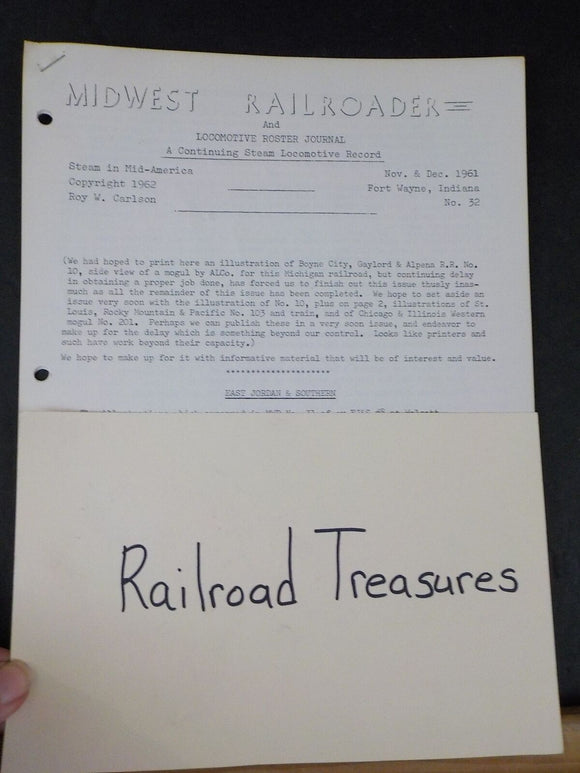 MIDWEST RAILROADER
And
LOCOMOTIVE ROSTER JOURNAL
A Continuing Steam Locomotive Record
Steam in Mid-America
Nov. & Dec. 1961
Copyright 1962
Fort Wayne, Indiana
Roy W. Carlson
No. 32
(We had hoped to print here an illustration of Boyne City, Gaylord & Alpena R.R. No.
10, side view of a mogul by ALCo. for this Michigan railroad, but continuing delay
in obtaining a proper job done, has forced us to finish out this issue thusly inas-
much as all the remainder of this issue has been completed. We hope to set aside an
issue very soon with the illustration of No. 10, plus on page 2, illustrations of St.
Louis, Rocky Mountain & Pacific No. 103 and train, and of Chicago & Illinois Western
mogul No. 201. Perhaps we can publish these in a very soon issue, and endeavor to
make up for the delay which is something beyond our control. Looks like printers and
such have work beyond their capacity.)
We hope to make up for it with informative material that will be of interest and value.
********************
EAST JORDAN & SOUTHERN
Railroad Treasures